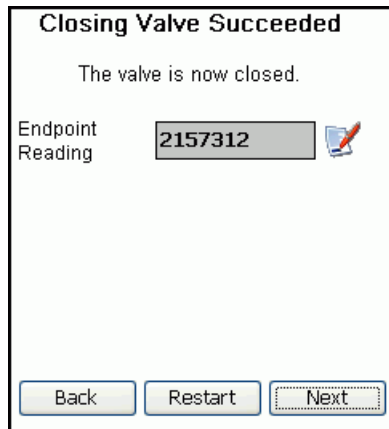 Closing Valve Succeeded
The valve is now closed.
Endpoint
Reading
2157312
Back Restart Next